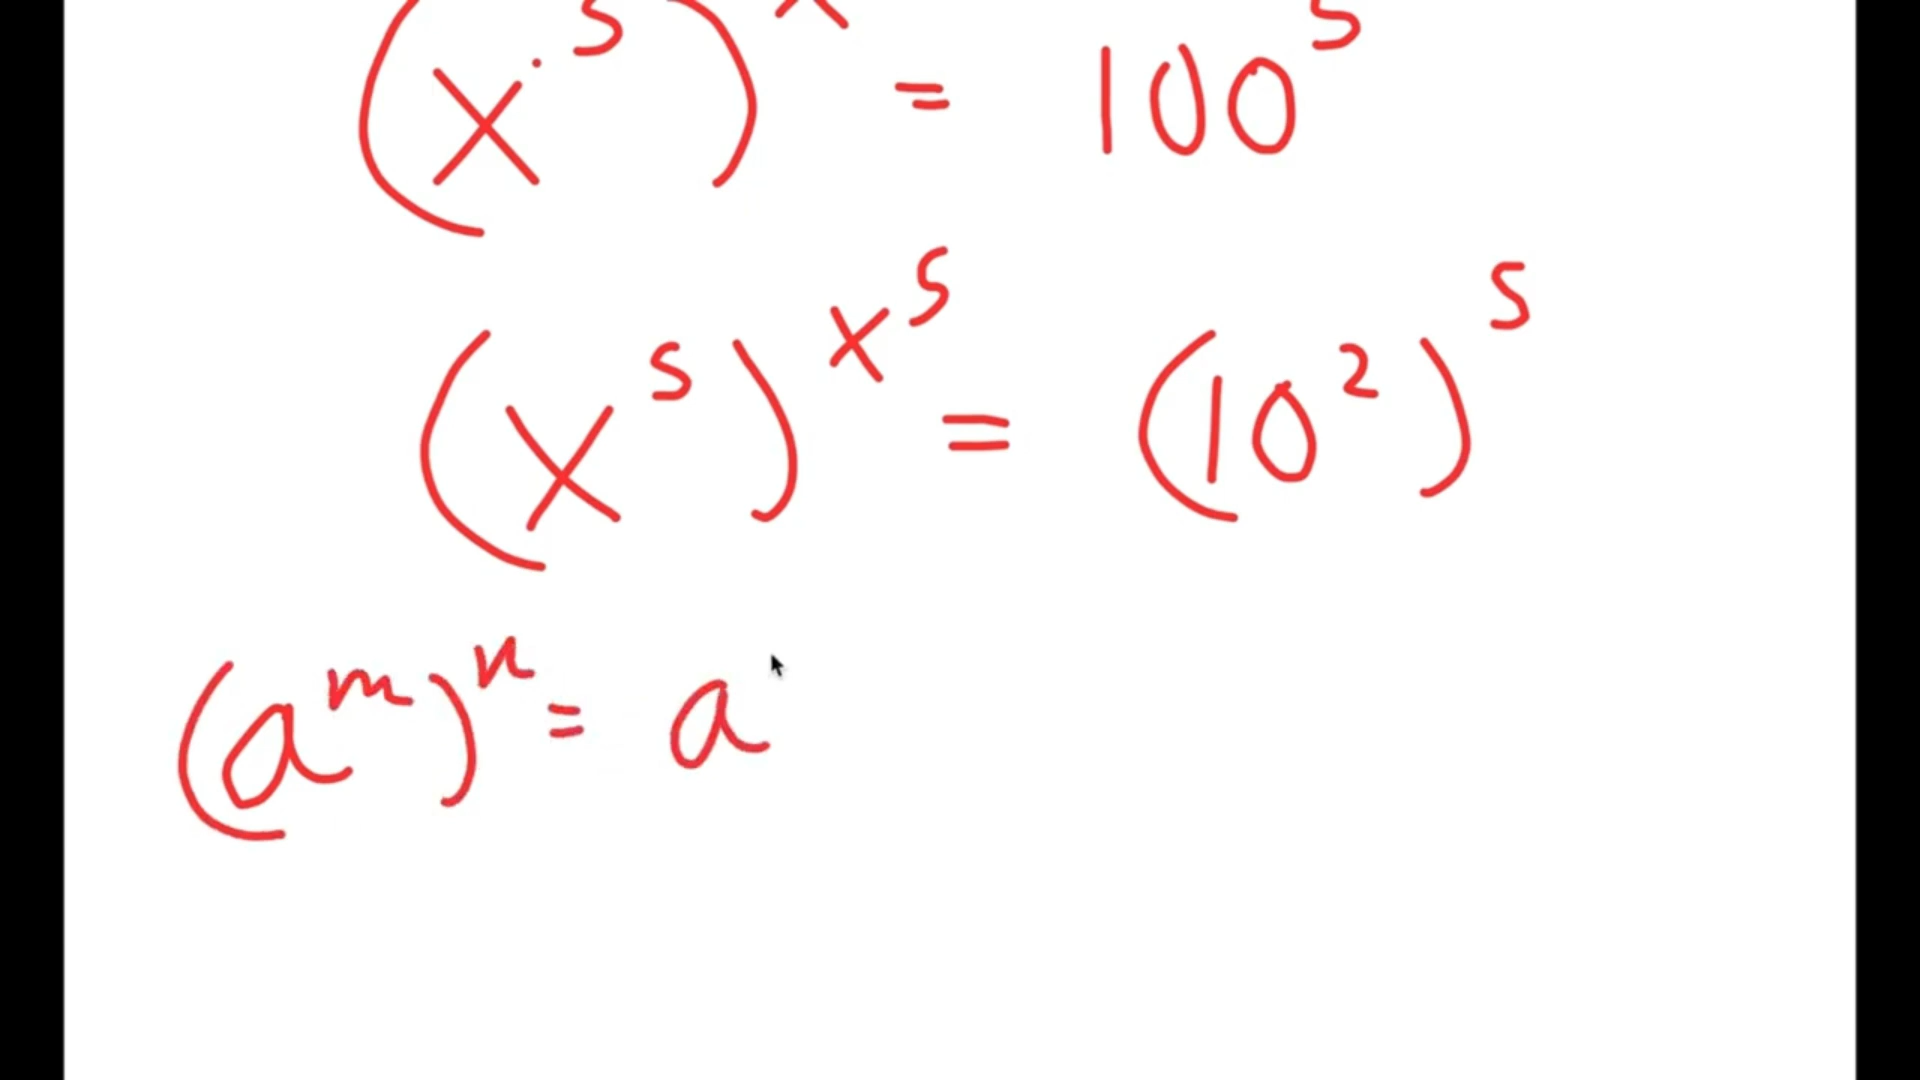 (x^5)^x = 100^5
(x^5)^x^5 = (10^2)^5
(a^m)^n = a